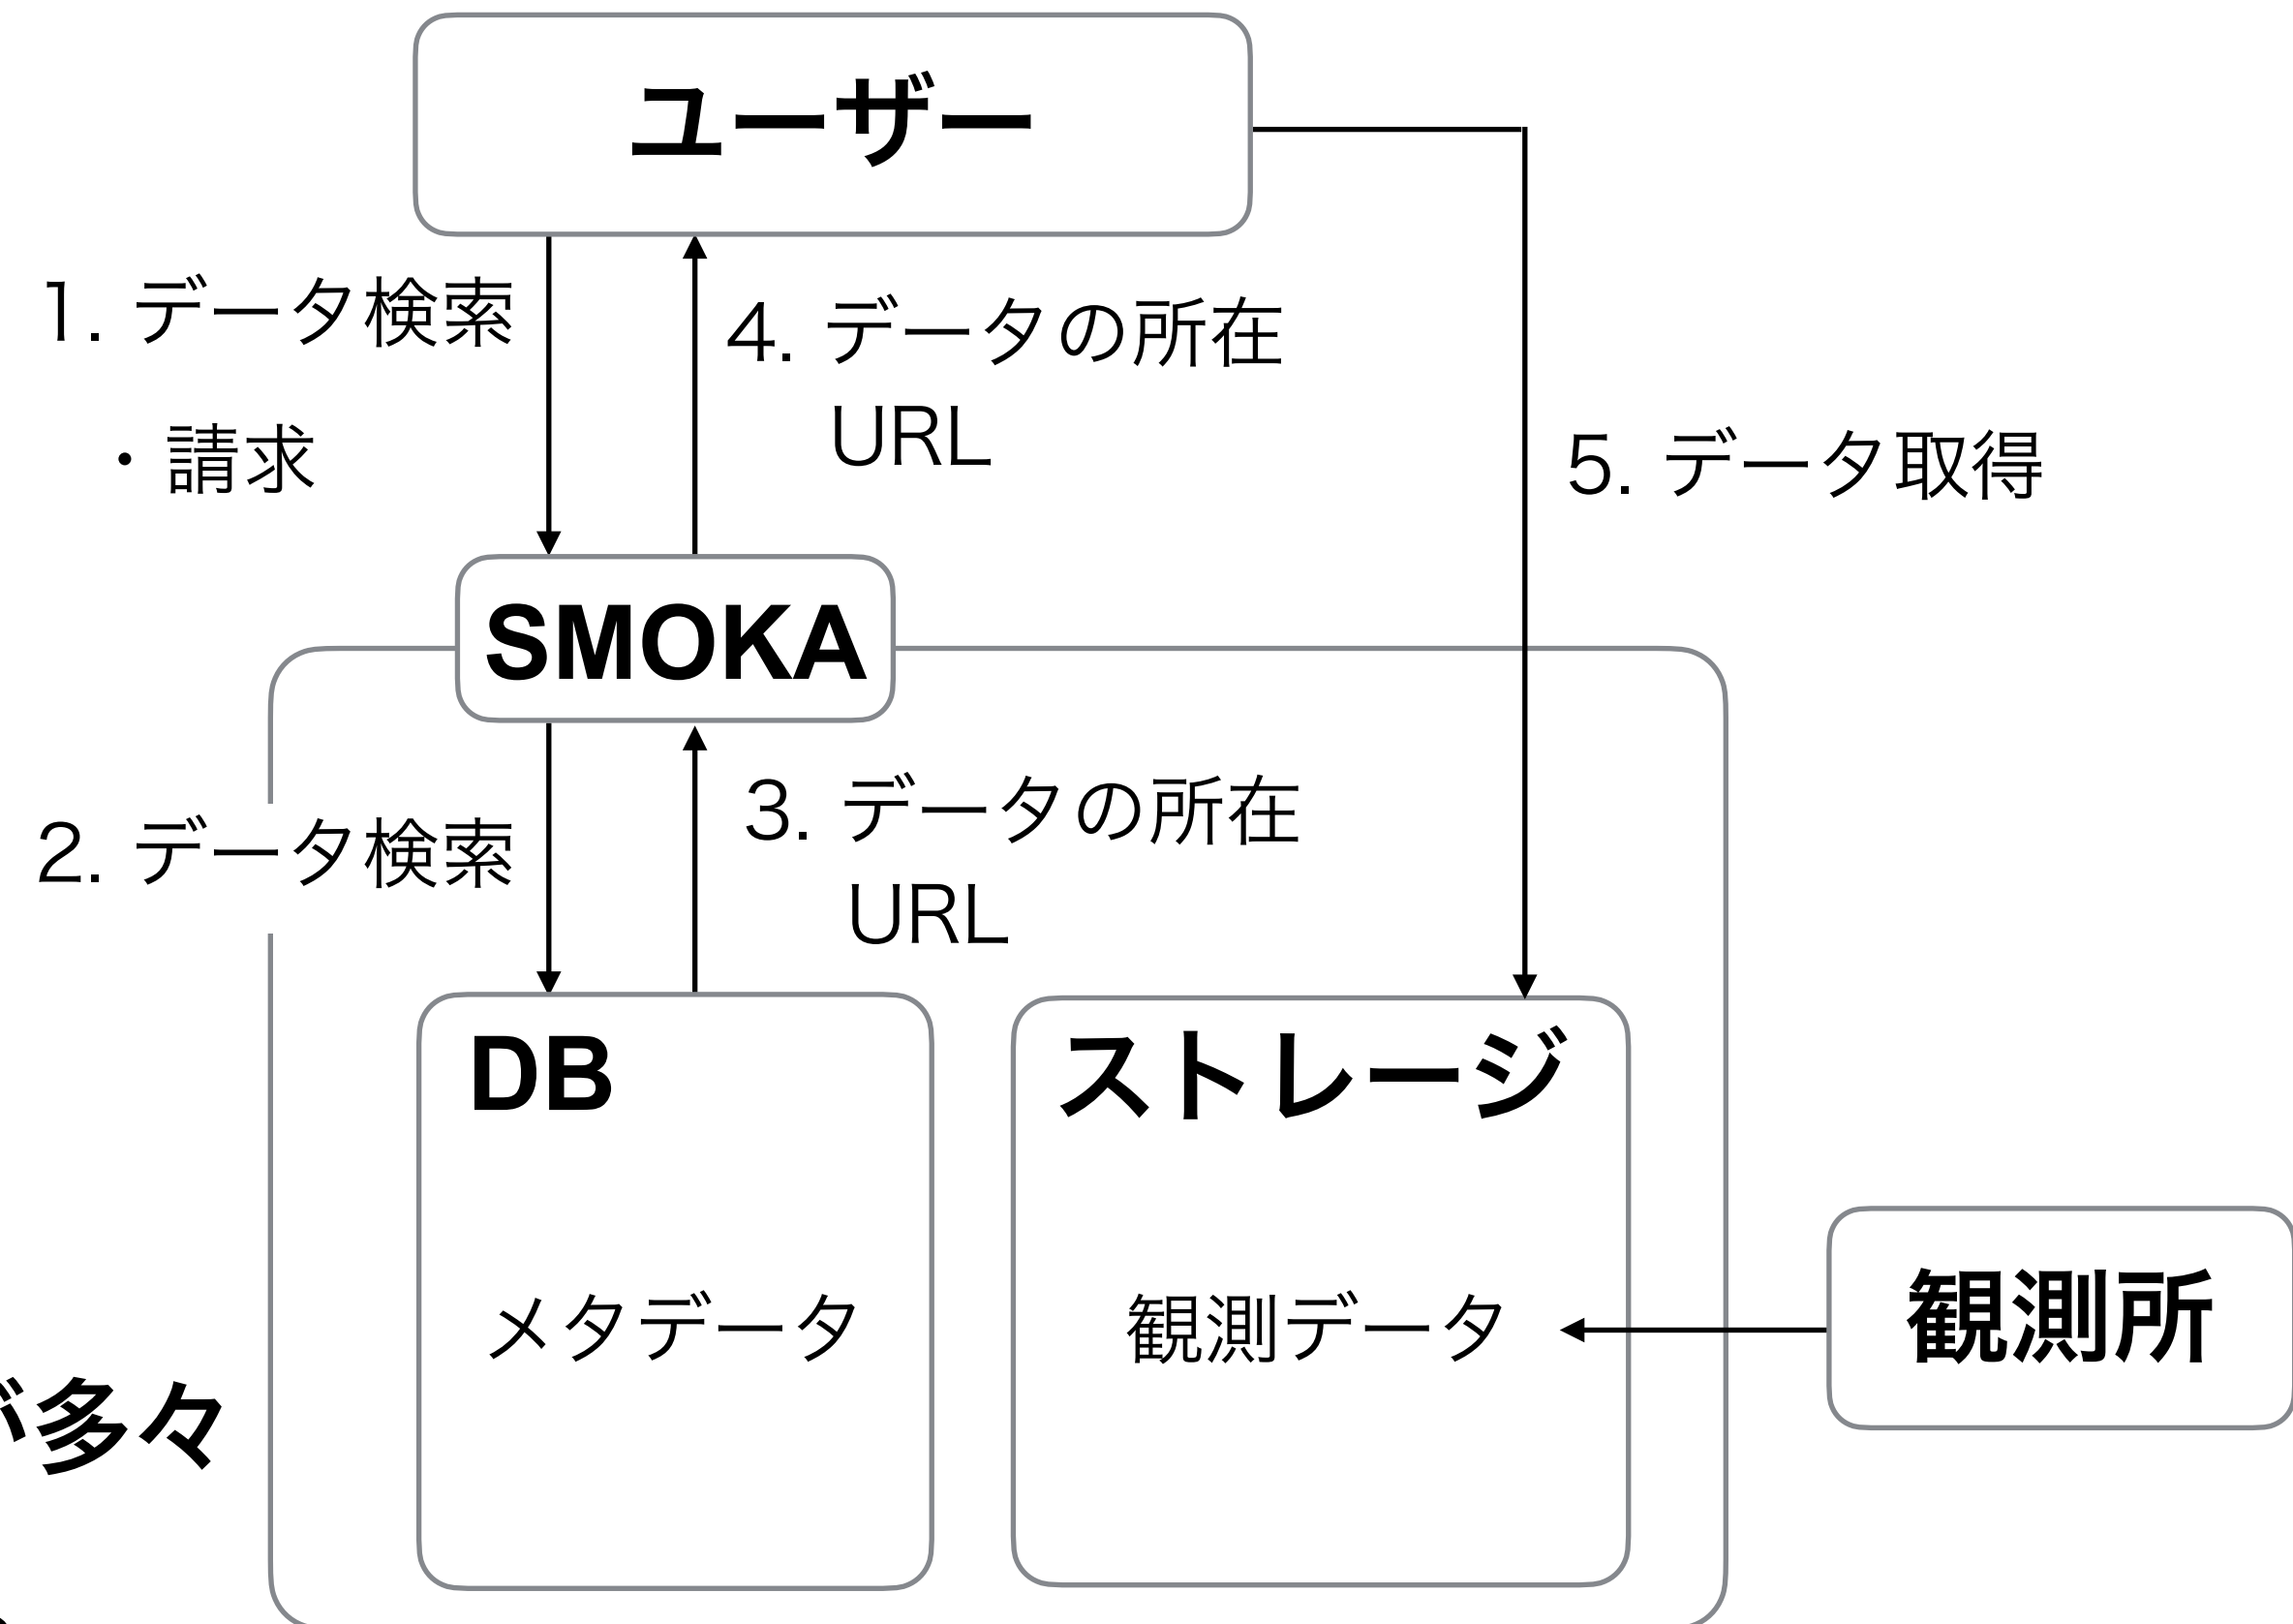 ユーザー
1. データ検索
・請求
4. データの所在
URL
5. データ取得
SMOKA
2. データ検索
3. データの所在
URL
DB
ストレージ
メタデータ
観測データ
観測所
多々